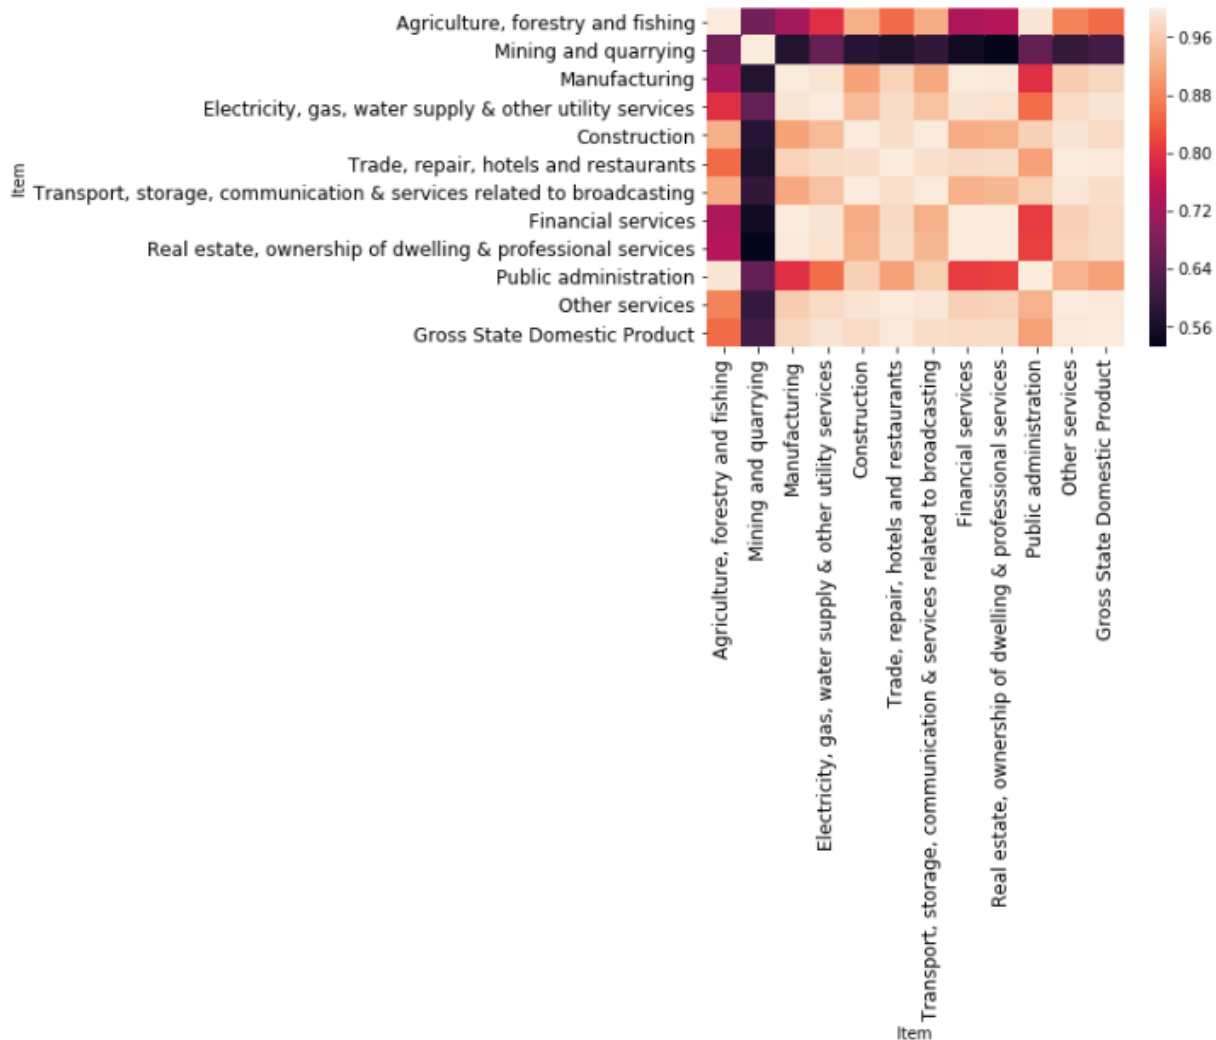 Agriculture, forestry and fishing
Mining and quarrying
Manufacturing
Electricity, gas, water supply & other utility services
Construction
Trade, repair, hotels and restaurants
Transport, storage, communication & services related to broadcasting
Financial services
Real estate, ownership of dwelling & professional services
Public administration
Other services
Gross State Domestic Product
Item
0.96
0.88
0.80
0.72
0.64
0.56
Agriculture, forestry and fishing
Mining and quarrying
Manufacturing
Electricity, gas, water supply & other utility services
Construction
Trade, repair, hotels and restaurants
Transport, storage, communication & services related to broadcasting
Financial services
Real estate, ownership of dwelling & professional services
Public administration
Other services
Gross State Domestic Product
Item